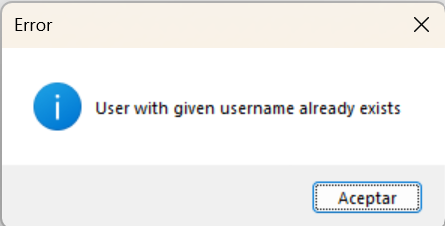 Error
User with given username already exists
Aceptar